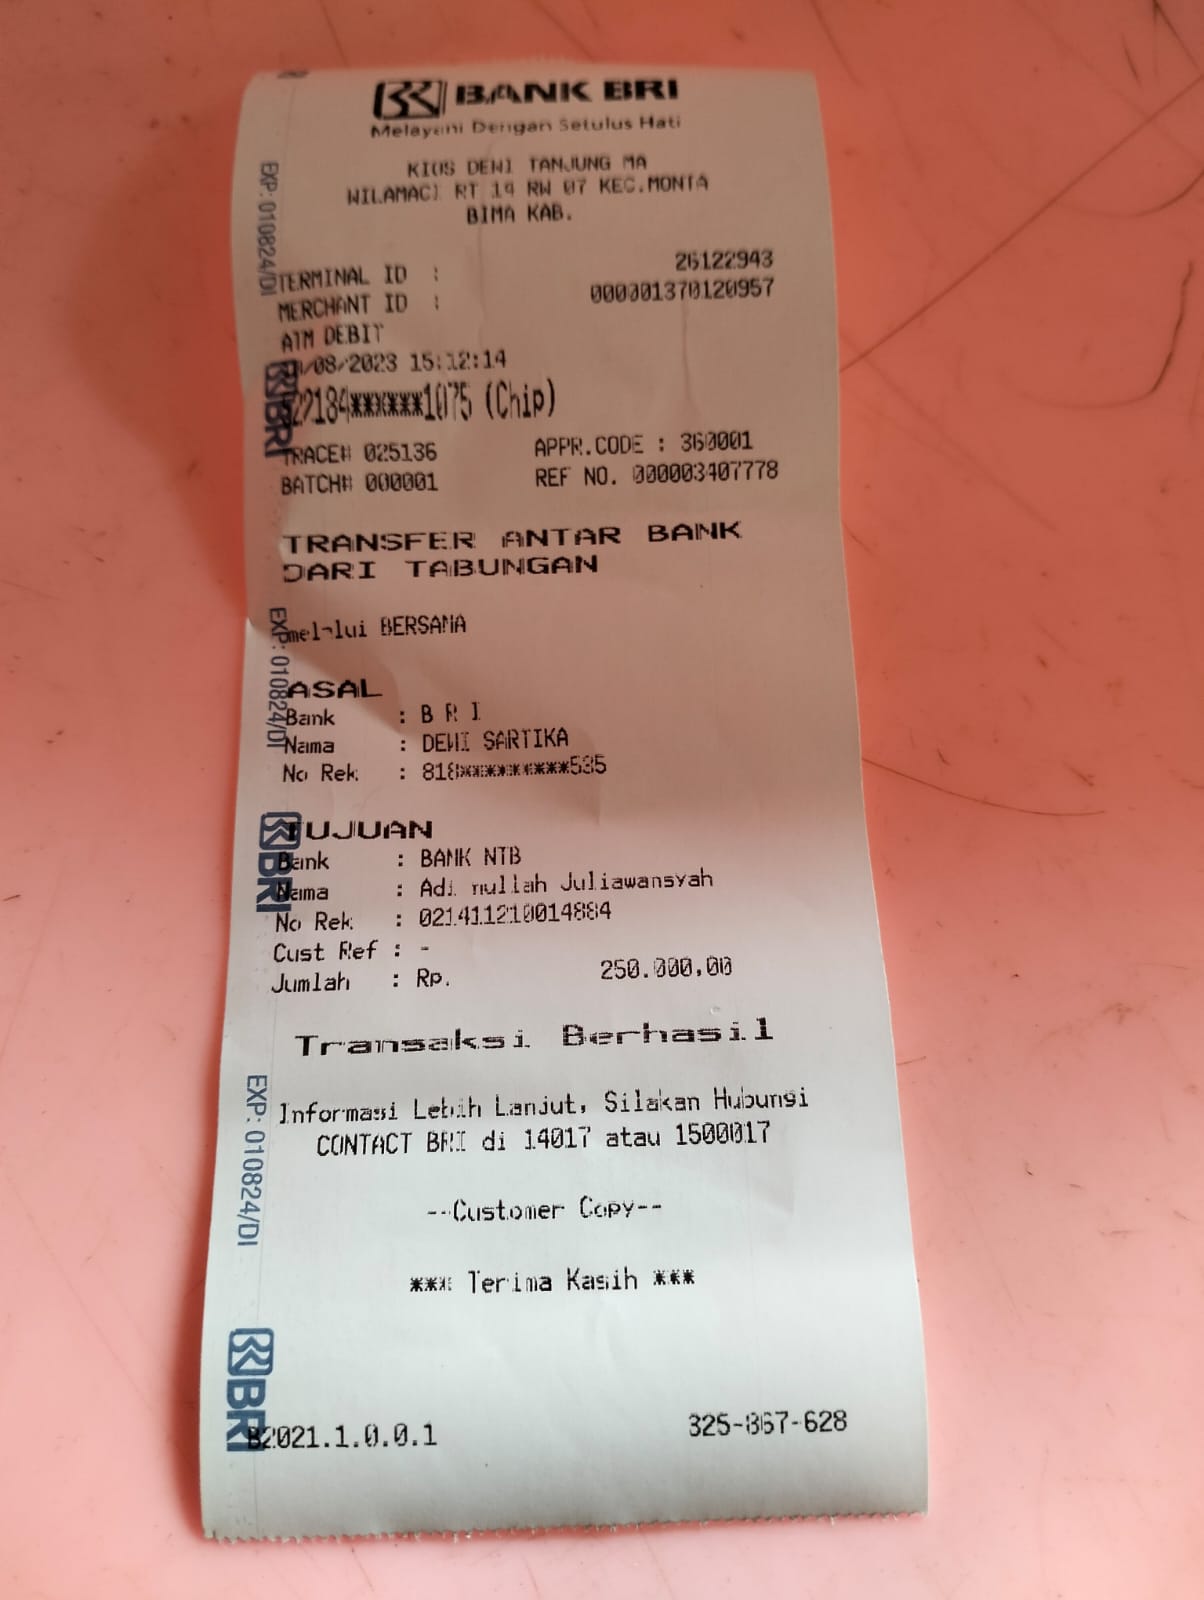 BANK BRI
Melayani Dengan Setulus Hati
KIOS DEWI TANJUNG MA
WILAMACI RT 19 RW 07 KEC.MONTA
BIMA KAB.
TERMINAL ID : 26122943
MERCHANT ID : 000001370120957
ATM DEBIT
/08/2023 15:12:14
22184******1075 (Chip)
TRACE# 025136 APPR.CODE : 360001
BATCH# 000001 REF NO. 000003407778
TRANSFER ANTAR BANK
DARI TABUNGAN
melalui BERSAMA
ASAL
Bank : B R I
Nama : DEWI SARTIKA
No Rek : 818**********535
TUJUAN
Bank : BANK NTB
Nama : Juliawansyah
No Rek : 021411210014884
Cust Ref : -
Jumlah : Rp. 250.000,00
Transaksi Berhasil
Informasi Lebih Lanjut, Silakan Hubungi
CONTACT BRI di 14017 atau 1500017
--Customer Copy--
*** Terima Kasih ***
B2021.1.0.0.1 325-867-628
EXP: 010824/DI
BRI
EXP: 010824/DI
BRI
EXP: 010824/DI
BRI